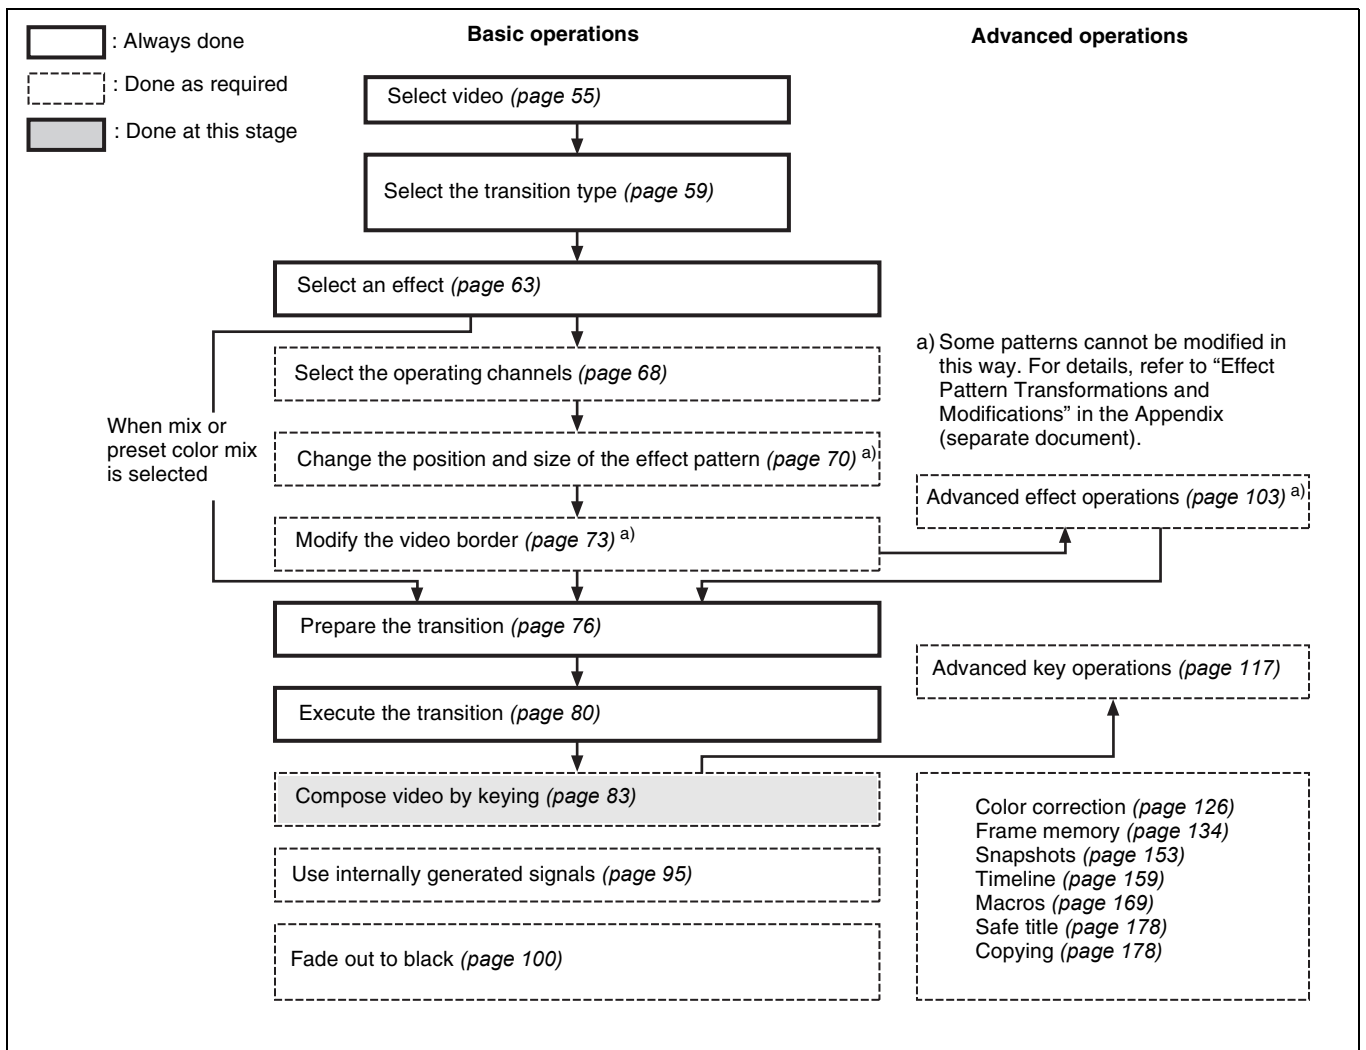 : Always done
: Done as required
: Done at this stage
Basic operations
Advanced operations
Select video (page 55)
Select the transition type (page 59)
Select an effect (page 63)
Select the operating channels (page 68)
When mix or
preset color mix
is selected
Change the position and size of the effect pattern (page 70) a)
Modify the video border (page 73) a)
a) Some patterns cannot be modified in
this way. For details, refer to “Effect
Pattern Transformations and
Modifications” in the Appendix
(separate document).
Advanced effect operations (page 103) a)
Prepare the transition (page 76)
Execute the transition (page 80)
Advanced key operations (page 117)
Compose video by keying (page 83)
Use internally generated signals (page 95)
Fade out to black (page 100)
Color correction (page 126)
Frame memory (page 134)
Snapshots (page 153)
Timeline (page 159)
Macros (page 169)
Safe title (page 178)
Copying (page 178)